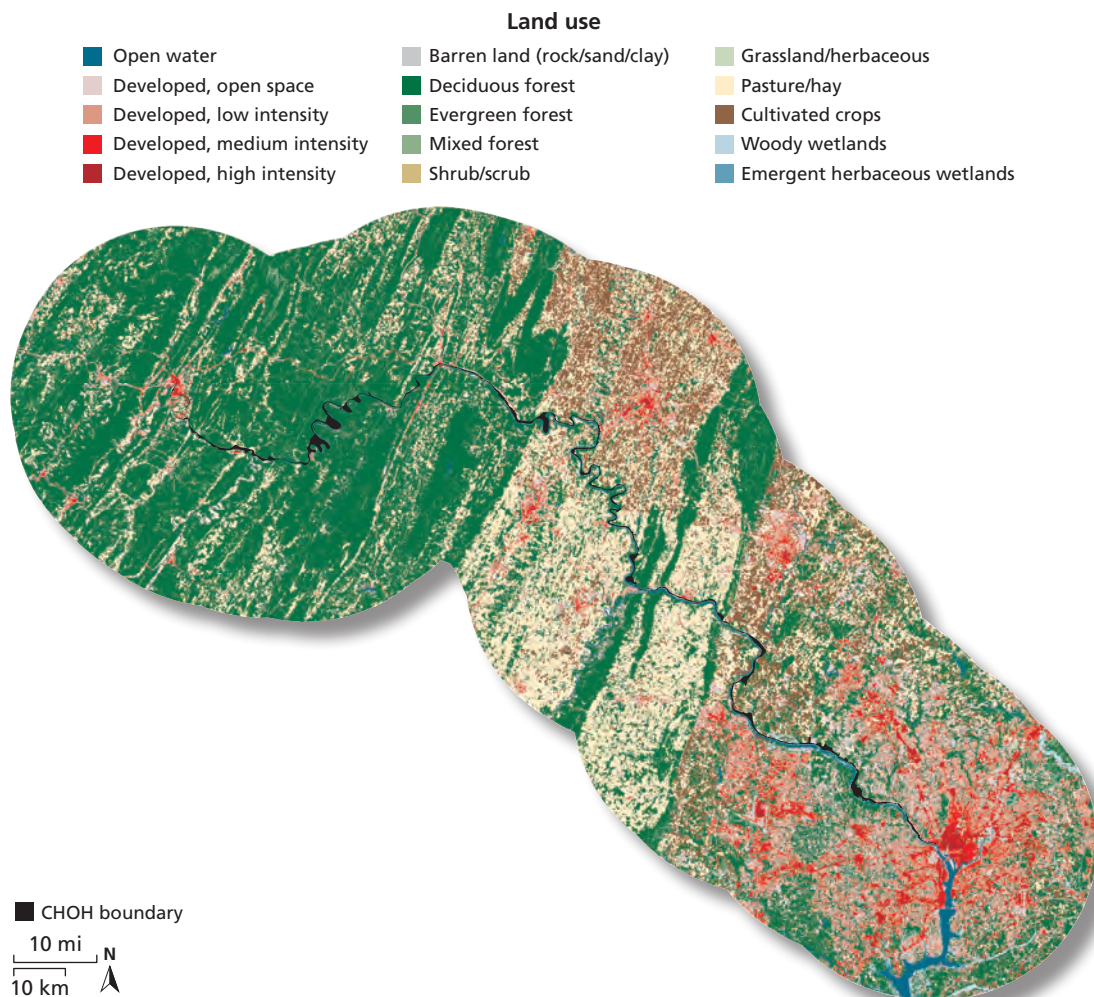 Land use
Open water
Developed, open space
Developed, low intensity
Developed, medium intensity
Developed, high intensity
Barren land (rock/sand/clay)
Deciduous forest
Evergreen forest
Mixed forest
Shrub/scrub
Grassland/herbaceous
Pasture/hay
Cultivated crops
Woody wetlands
Emergent herbaceous wetlands
CHOH boundary
10 mi
N
10 km